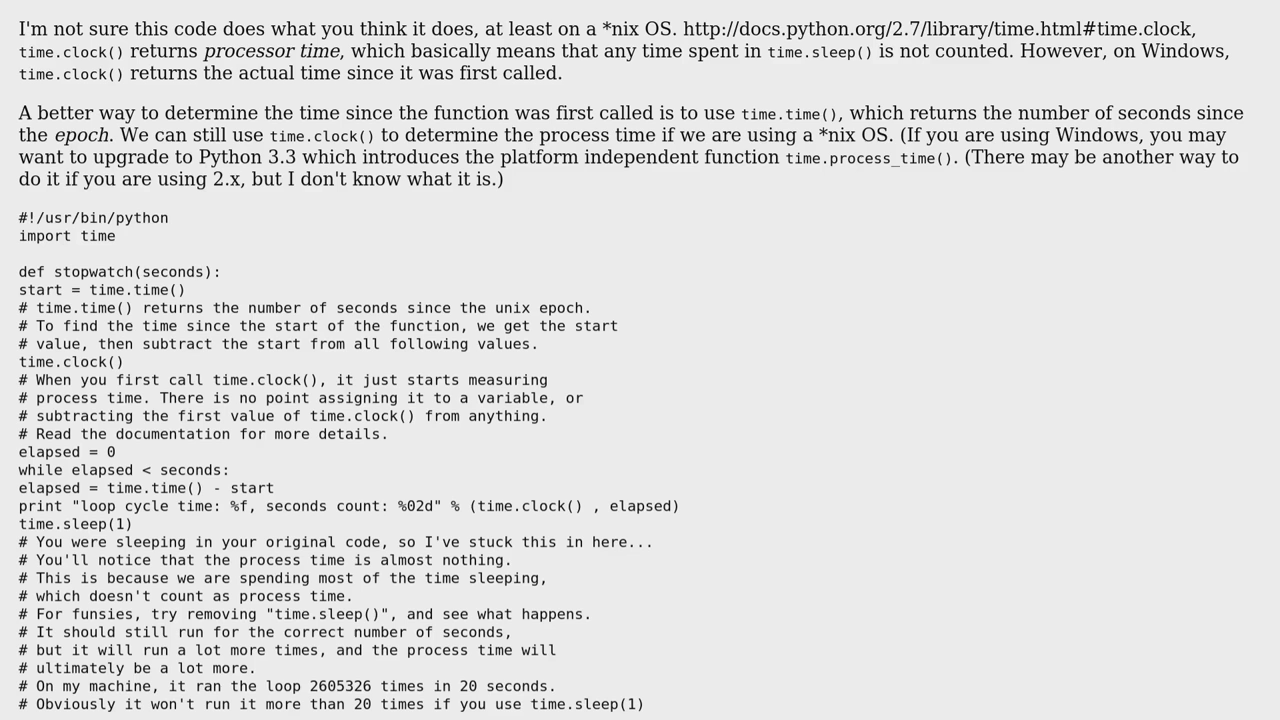 I'm not sure this code does what you think it does, at least on a *nix OS. http://docs.python.org/2.7/library/time.html#time.clock,
time.clock() returns processor time, which basically means that any time spent in time.sleep() is not counted. However, on Windows,
time.clock() returns the actual time since it was first called.
A better way to determine the time since the function was first called is to use time.time(), which returns the number of seconds since
the epoch. We can still use time.clock() to determine the process time if we are using a *nix OS. (If you are using Windows, you may
want to upgrade to Python 3.3 which introduces the platform independent function time.process_time(). (There may be another way to
do it if you are using 2.x, but I don't know what it is.)
#!/usr/bin/python
import time
def stopwatch(seconds):
start = time.time()
# time.time() returns the number of seconds since the unix epoch.
# To find the time since the start of the function, we get the start
# value, then subtract the start from all following values.
time.clock()
# When you first call time.clock(), it just starts measuring
# process time. There is no point assigning it to a variable, or
# subtracting the first value of time.clock() from anything.
# Read the documentation for more details.
elapsed = 0
while elapsed < seconds:
elapsed = time.time() - start
print "loop cycle time: %f, seconds count: %02d" % (time.clock() , elapsed)
time.sleep(1)
# You were sleeping in your original code, so I've stuck this in here...
# You'll notice that the process time is almost nothing.
# This is because we are spending most of the time sleeping,
# which doesn't count as process time.
# For funsies, try removing "time.sleep()", and see what happens.
# It should still run for the correct number of seconds,
# but it will run a lot more times, and the process time will
# ultimately be a lot more.
# On my machine, it ran the loop 2605326 times in 20 seconds.
# Obviously it won't run it more than 20 times if you use time.sleep(1)